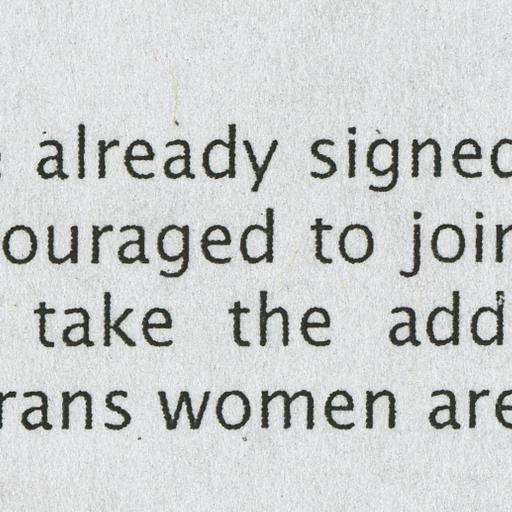 already signed
ouraged to join
take the add
rans women are